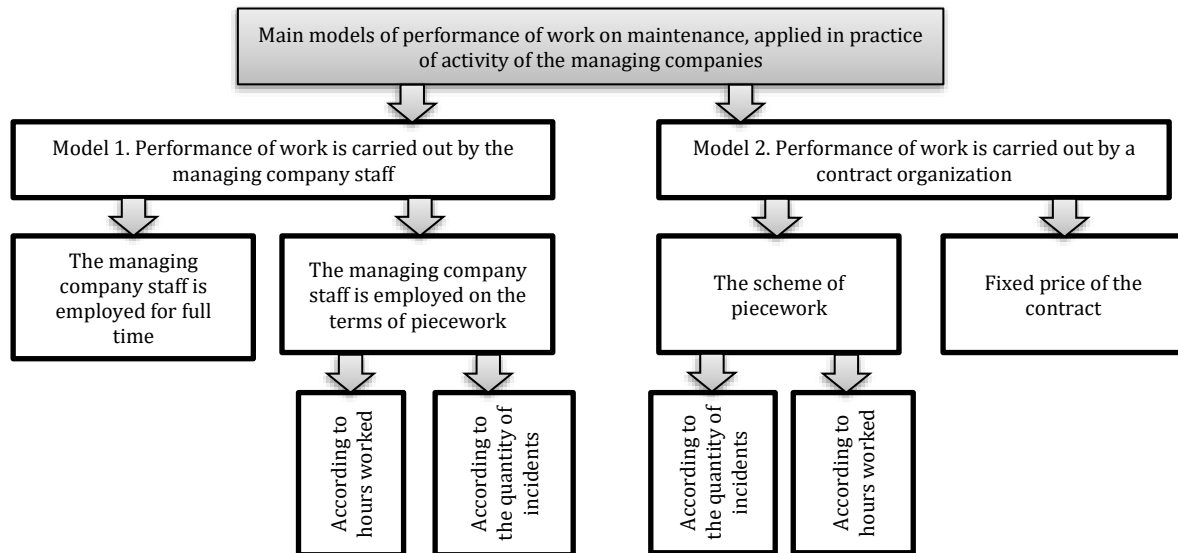 Main models of performance of work on maintenance, applied in practice
of activity of the managing companies
Model 1. Performance of work is carried out by the
managing company staff
Model 2. Performance of work is carried out by a
contract organization
The managing
company staff is
employed for full
time
The managing company
staff is employed on the
terms of piecework
The scheme of
piecework
Fixed price of the
contract
According to
hours worked
According to
the quantity of
incidents
According to
the quantity of
incidents
According to
hours worked